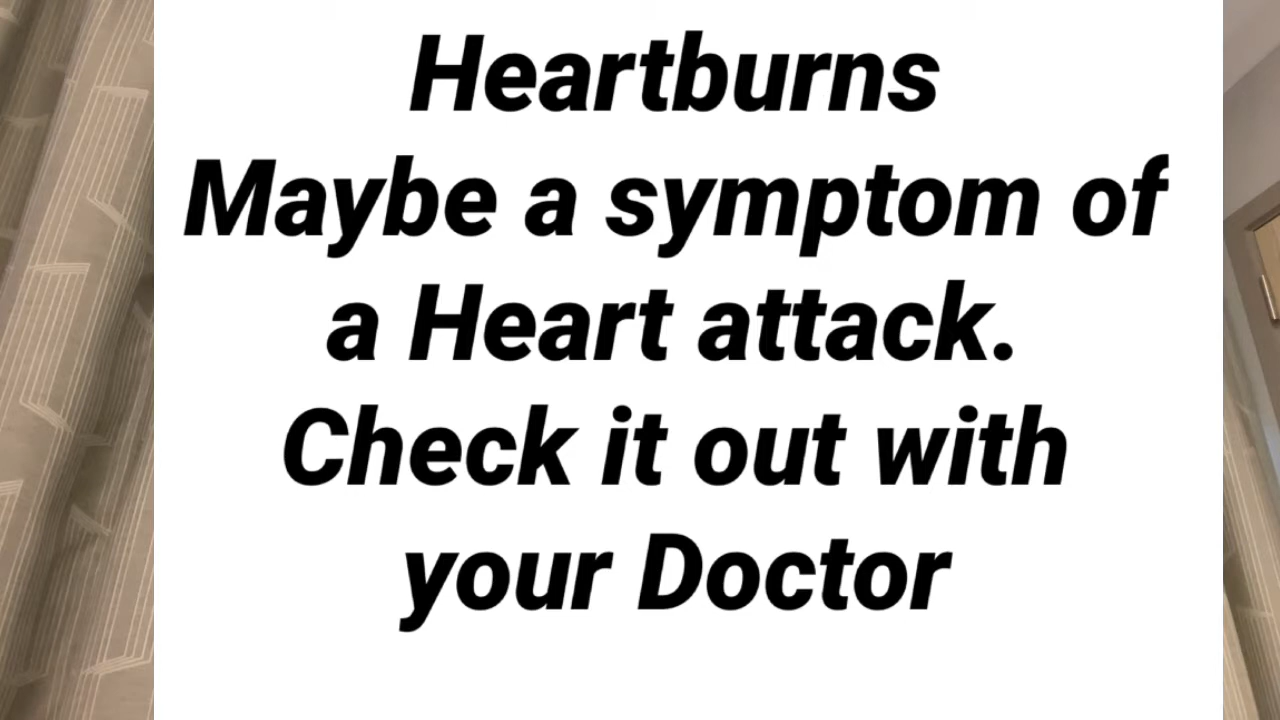 Heartburns
Maybe a symptom of
a Heart attack.
Check it out with
your Doctor